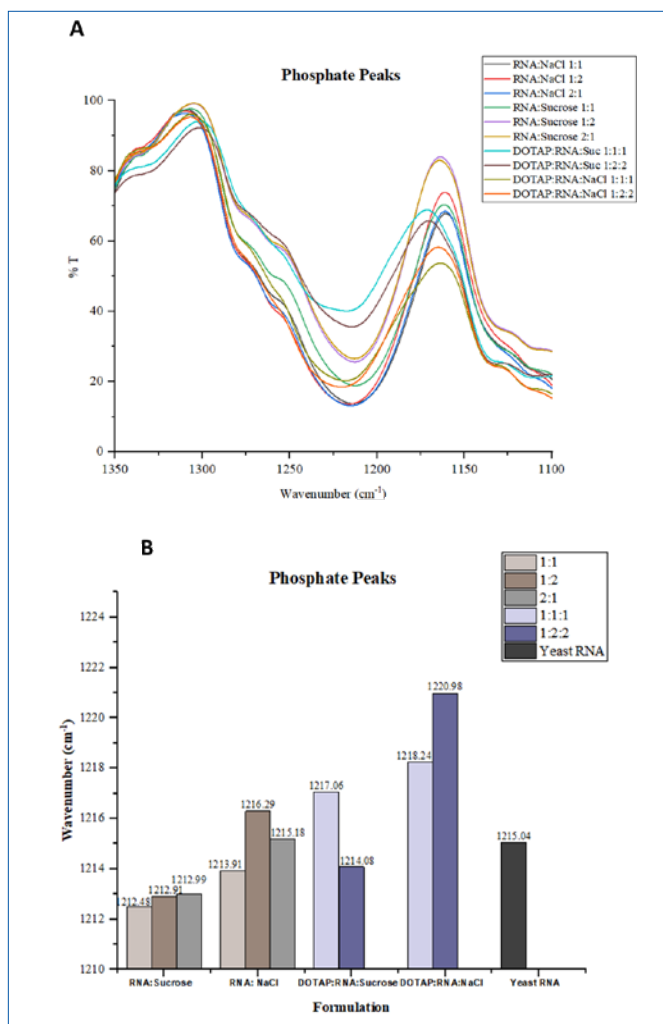 A
Phosphate Peaks
RNA:NaCl 1:1
RNA:NaCl 1:2
RNA:NaCl 2:1
RNA:Sucrose 1:1
RNA:Sucrose 1:2
RNA:Sucrose 2:1
DOTAP:RNA:Suc 1:1:1
DOTAP:RNA:Suc 1:2:2
DOTAP:RNA:NaCl 1:1:1
DOTAP:RNA:NaCl 1:2:2
100
80
60
40
20
0
% T
1350 1300 1250 1200 1150 1100
Wavenumber (cm-1)
B
Phosphate Peaks
1:1
1:2
2:1
1:1:1
1:2:2
Yeast RNA
1224
1222
1220
1218
1216
1214
1212
1210
Wavenumber (cm-1)
1212.48 1212.91 1212.99
1213.91 1216.29 1215.18
1217.06 1214.08
1218.24 1220.98
1215.04
RNA:Sucrose RNA: NaCl DOTAP:RNA:Sucrose DOTAP:RNA:NaCl Yeast RNA
Formulation